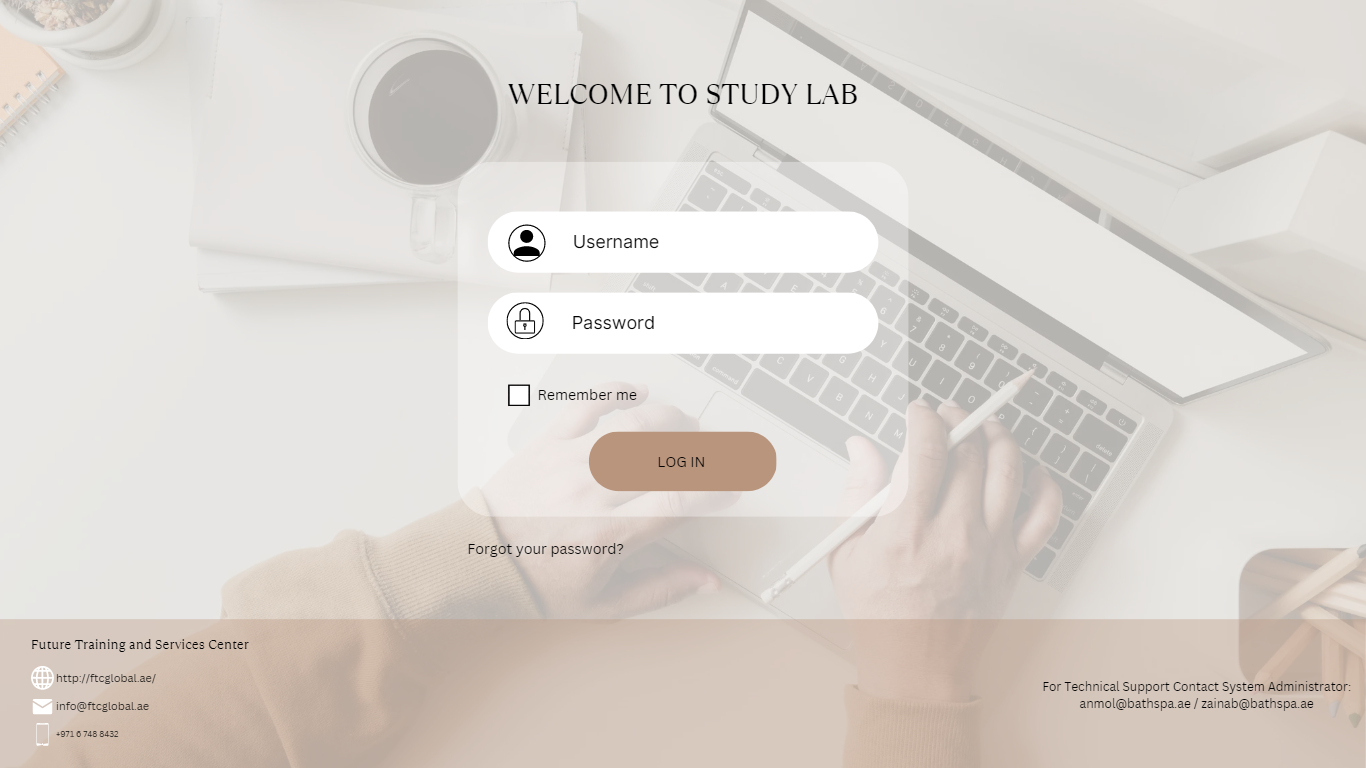 WELCOME TO STUDY LAB
Username
Password
Remember me
LOG IN
Forgot your password?
Future Training and Services Center
http://ftcglobal.ae/
info@ftcglobal.ae
+971 6 748 8432
For Technical Support Contact System Administrator:
anmol@bathspa.ae / zainab@bathspa.ae